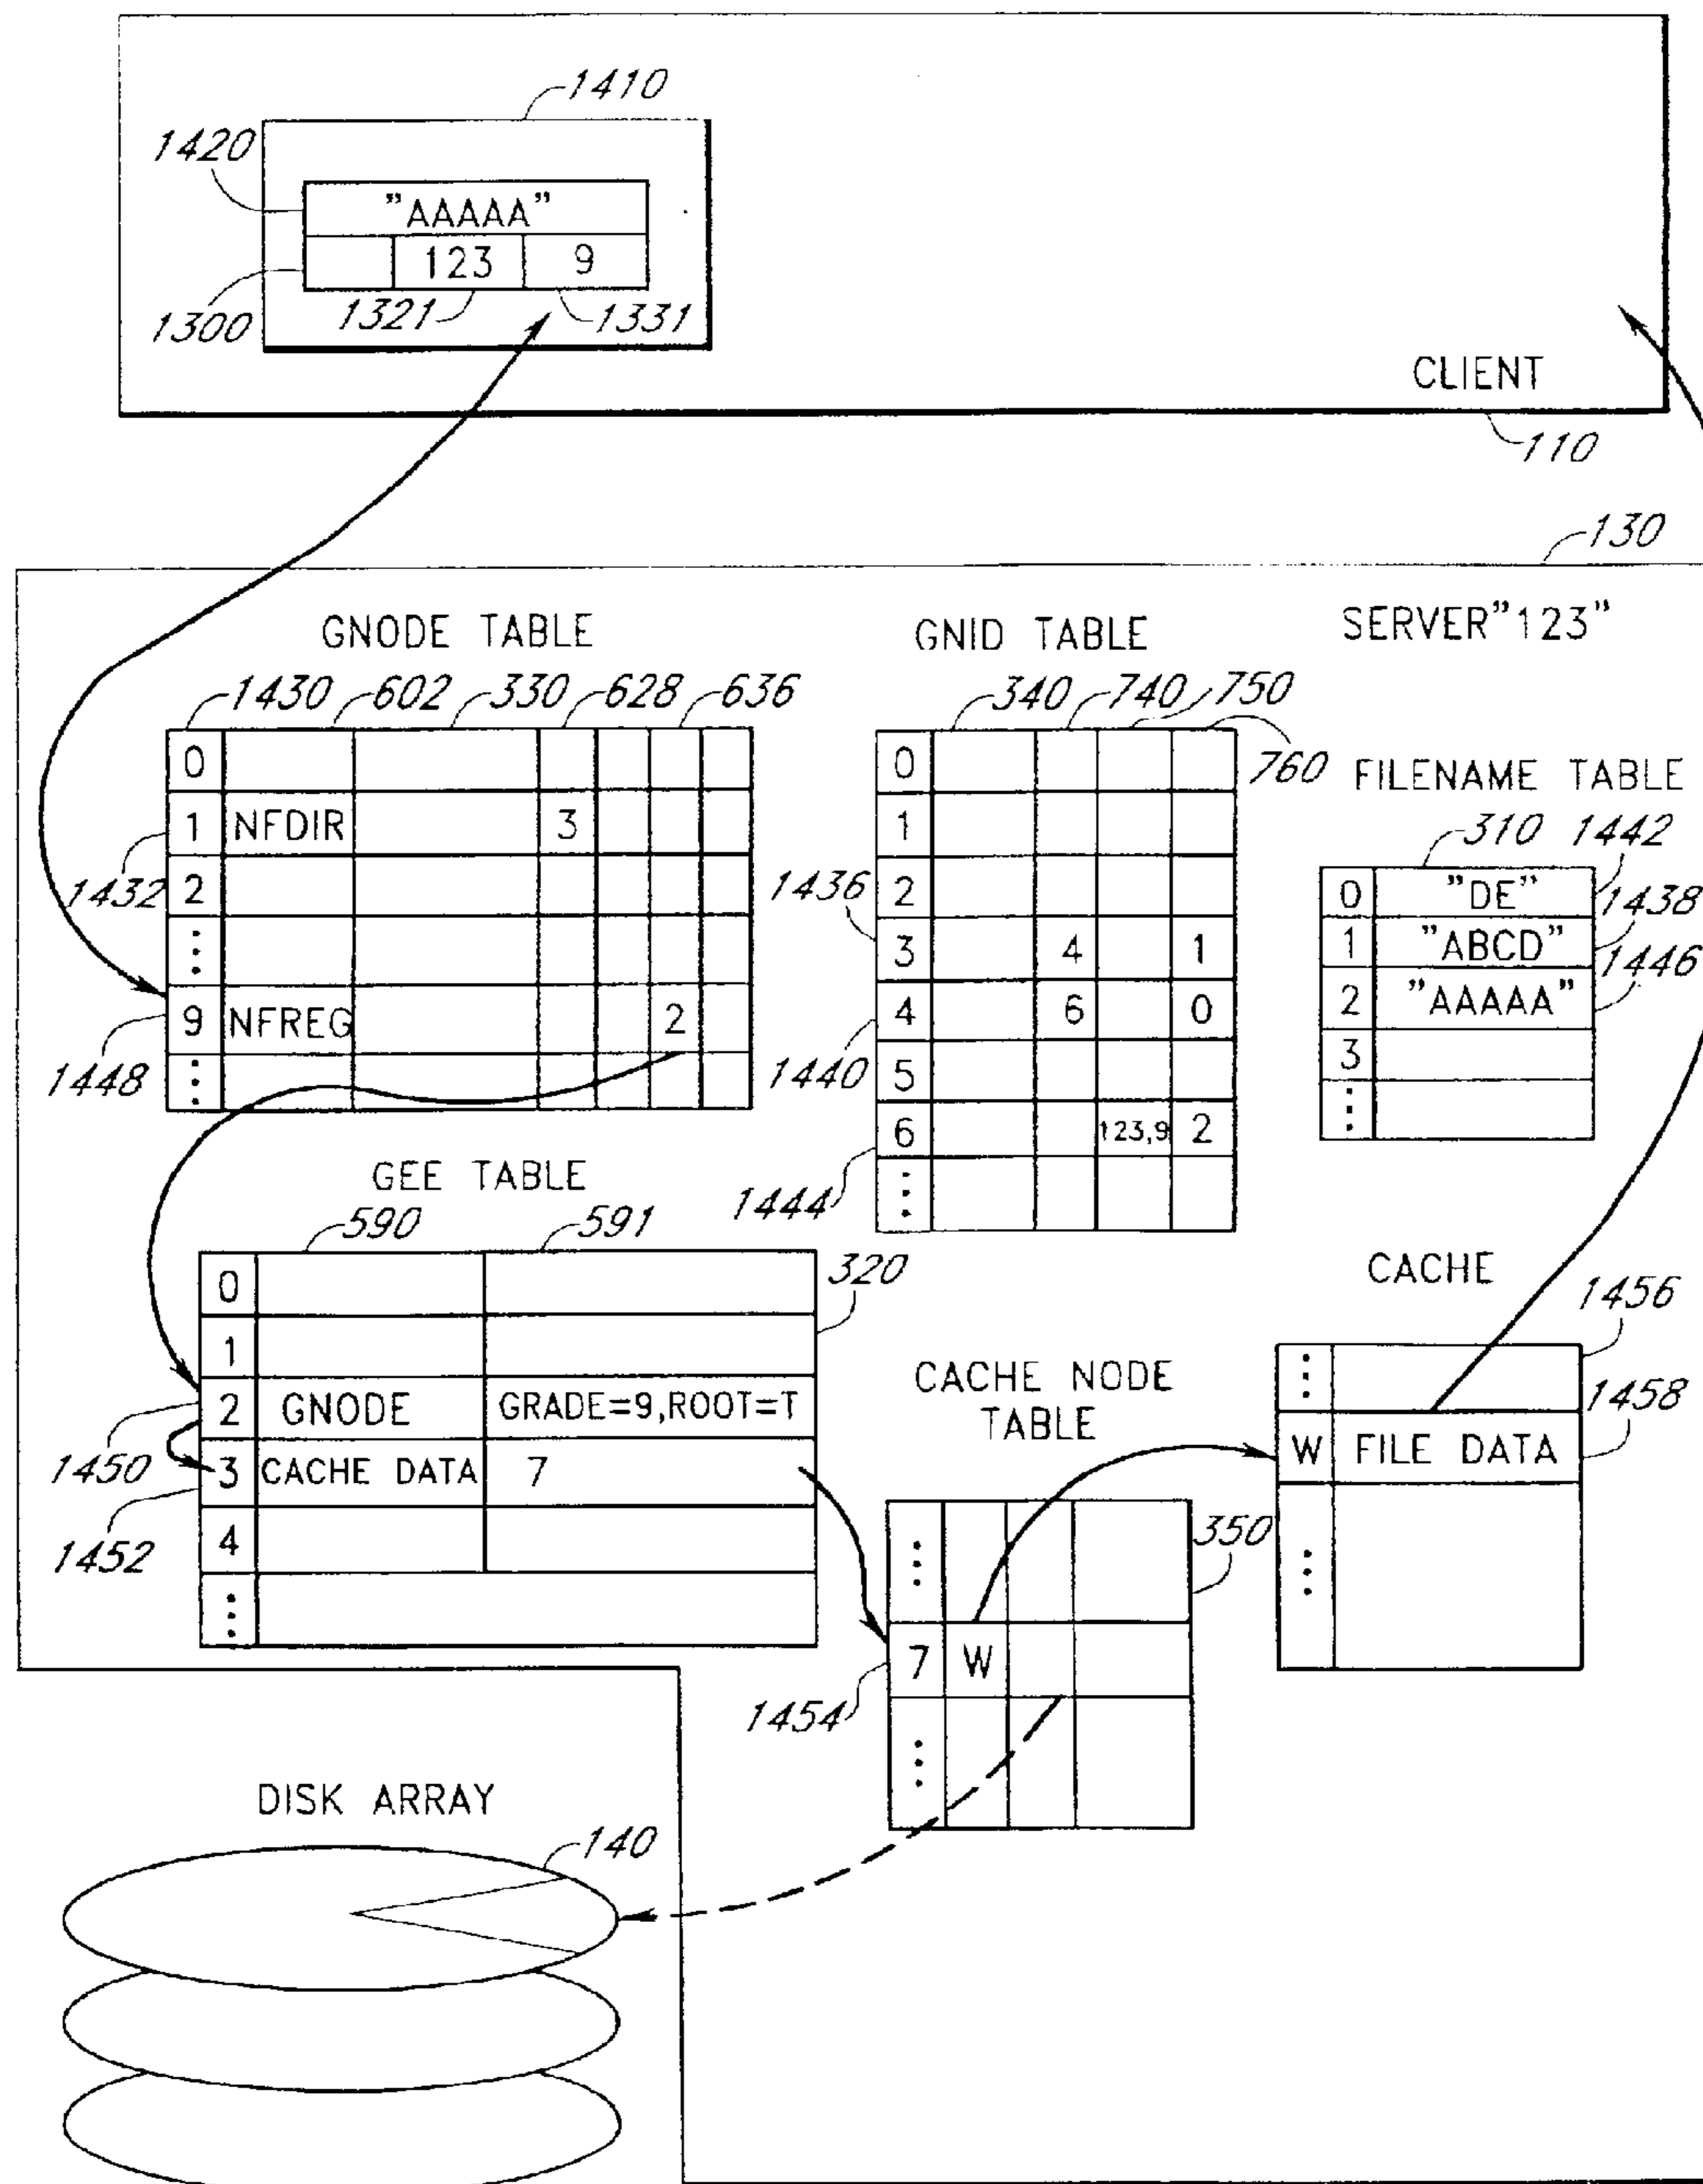 1410
1420
"AAAAA"
123 9
1300 1321 1331
CLIENT
110
130
SERVER"123"
GNODE TABLE
1430 602 330 628 636
0
1 NFDIR 3
1432
2
⋮
9 NFREG 2
1448
⋮
GNID TABLE
340 740 750
760
0
1
1436
2
3 4 1
4 6 0
1440
5
6 123,9 2
1444
⋮
FILENAME TABLE
310 1442
0 "DE"
1438
1 "ABCD"
1446
2 "AAAAA"
3
⋮
GEE TABLE
590 591
320
0
1
2 GNODE GRADE=9,ROOT=T
1450
3 CACHE DATA 7
1452
4
⋮
CACHE NODE
TABLE
350
⋮
7 W
1454
⋮
CACHE
1456
⋮
1458
W FILE DATA
⋮
DISK ARRAY
140